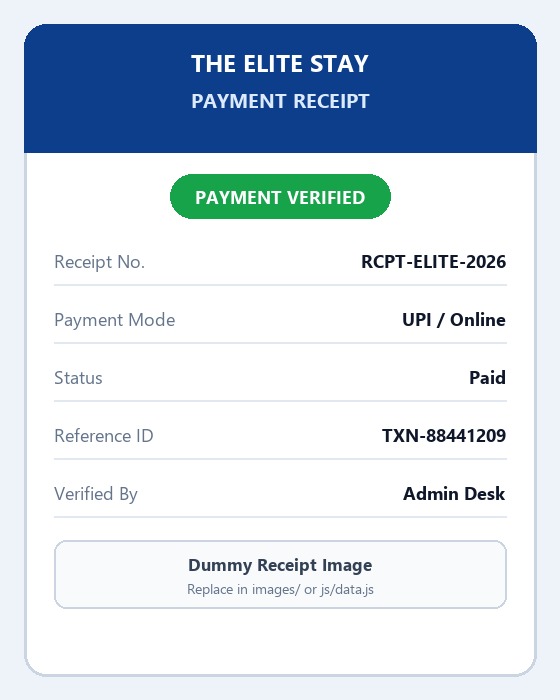 THE ELITE STAY
PAYMENT RECEIPT
PAYMENT VERIFIED
Receipt No. RCPT-ELITE-2026
Payment Mode UPI / Online
Status Paid
Reference ID TXN-88441209
Verified By Admin Desk
Dummy Receipt Image
Replace in images/ or js/data.js